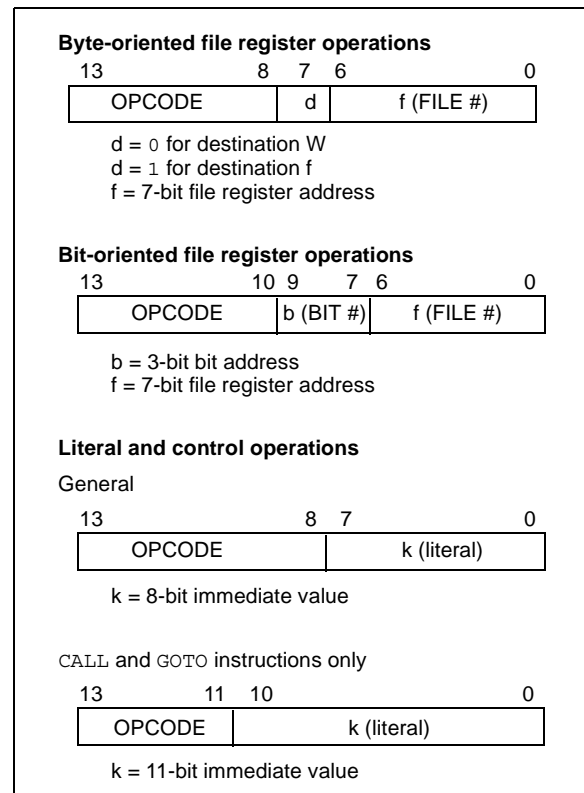 Byte-oriented file register operations
13 8 7 6 0
OPCODE d f (FILE #)
d = 0 for destination W
d = 1 for destination f
f = 7-bit file register address
Bit-oriented file register operations
13 10 9 7 6 0
OPCODE b (BIT #) f (FILE #)
b = 3-bit bit address
f = 7-bit file register address
Literal and control operations
General
13 8 7 0
OPCODE k (literal)
k = 8-bit immediate value
CALL and GOTO instructions only
13 11 10 0
OPCODE k (literal)
k = 11-bit immediate value